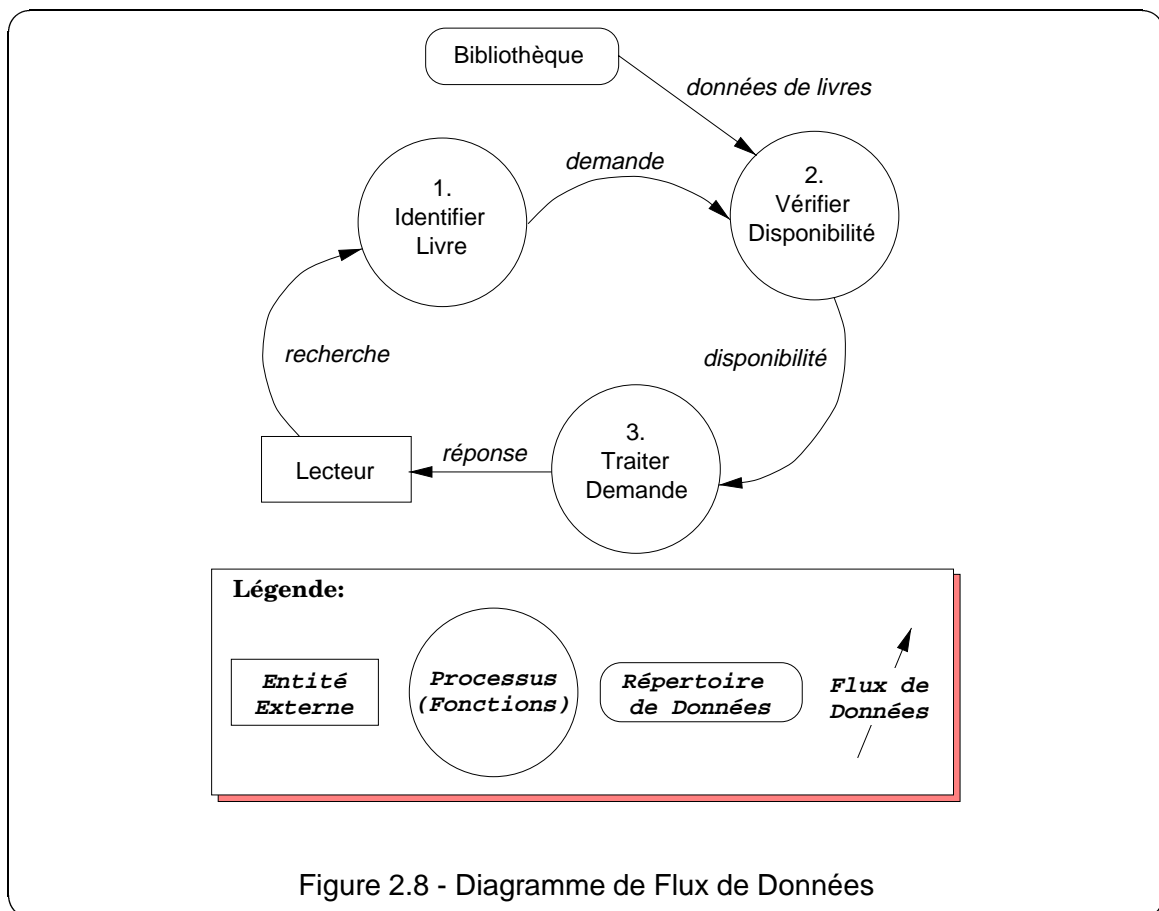 Bibliothèque
données de livres
demande
1.
Identifier
Livre
2.
Vérifier
Disponibilité
recherche
disponibilité
3.
Traiter
Demande
réponse
Lecteur
Légende:
Entité
Externe
Processus
(Fonctions)
Répertoire
de Données
Flux de
Données
Figure 2.8 - Diagramme de Flux de Données